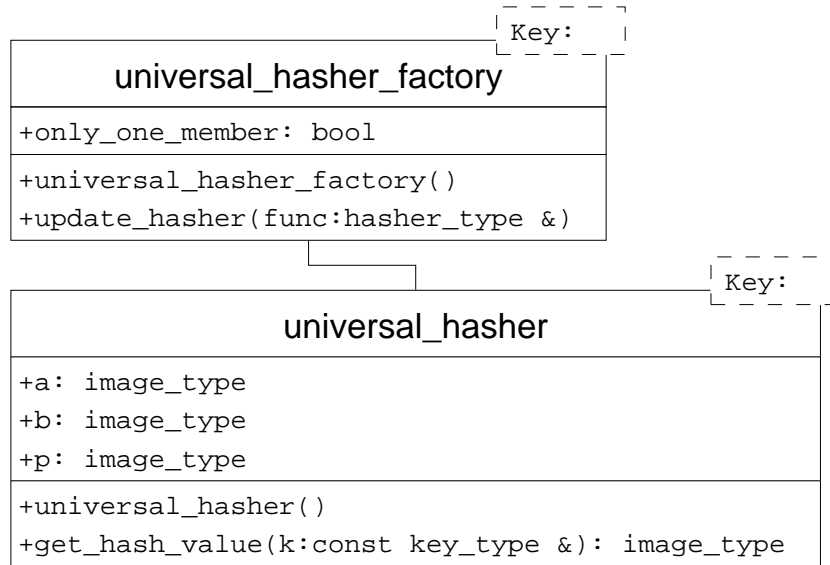 Key:
universal_hasher_factory
+only_one_member: bool
+universal_hasher_factory()
+update_hasher(func:hasher_type &)
Key:
universal_hasher
+a: image_type
+b: image_type
+p: image_type
+universal_hasher()
+get_hash_value(k:const key_type &): image_type